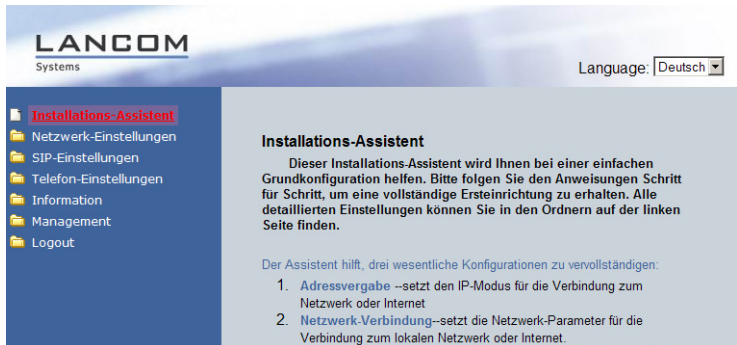 LANCOM
Systems
Language: Deutsch
Installations-Assistent
Netzwerk-Einstellungen
SIP-Einstellungen
Telefon-Einstellungen
Information
Management
Logout
Installations-Assistent
Dieser Installations-Assistent wird Ihnen bei einer einfachen
Grundkonfiguration helfen. Bitte folgen Sie den Anweisungen Schritt
für Schritt, um eine vollständige Ersteinrichtung zu erhalten. Alle
detaillierten Einstellungen können Sie in den Ordnern auf der linken
Seite finden.
Der Assistent hilft, drei wesentliche Konfigurationen zu vervollständigen:
1. Adressvergabe --setzt den IP-Modus für die Verbindung zum
Netzwerk oder Internet
2. Netzwerk-Verbindung--setzt die Netzwerk-Parameter für die
Verbindung zum lokalen Netzwerk oder Internet.